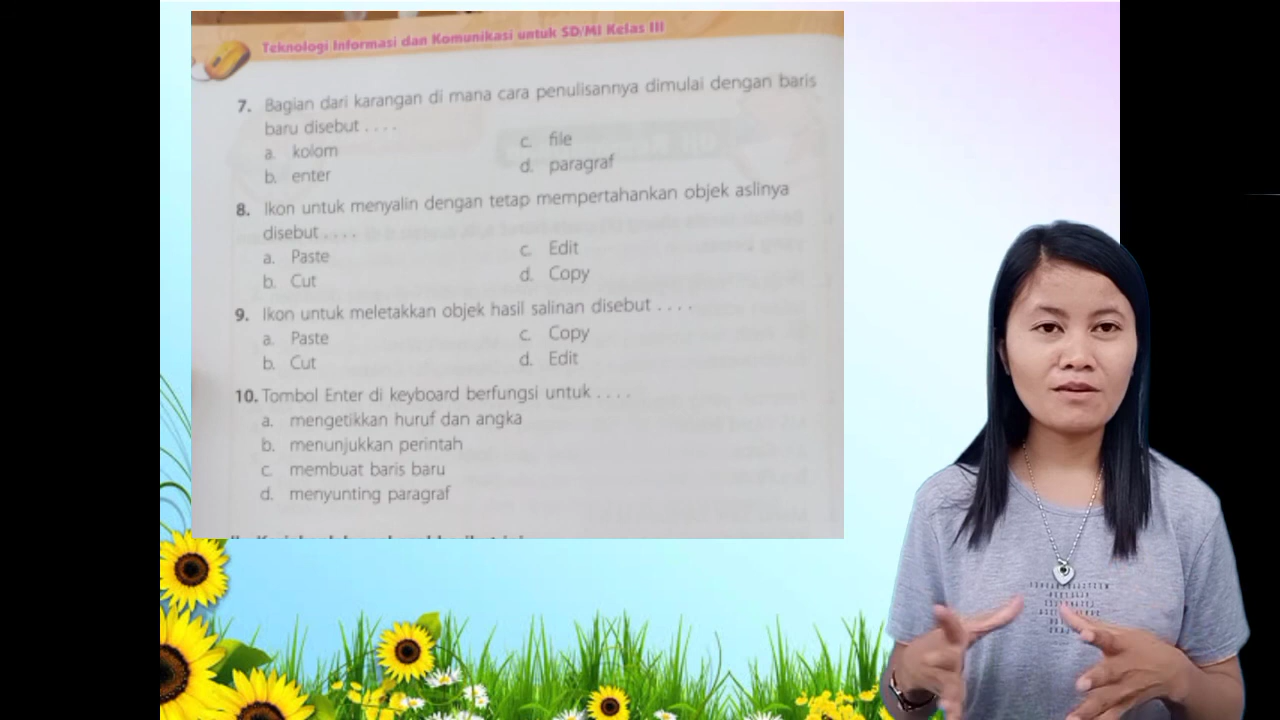 Teknologi Informasi dan Komunikasi untuk SD/MI Kelas III
7. Bagian dari karangan di mana cara penulisannya dimulai dengan baris
baru disebut . . . .
a. kolom
c. file
b. enter
d. paragraf
8. Ikon untuk menyalin dengan tetap mempertahankan objek aslinya
disebut . . . .
a. Paste
c. Edit
b. Cut
d. Copy
9. Ikon untuk meletakkan objek hasil salinan disebut . . . .
a. Paste
c. Copy
b. Cut
d. Edit
10. Tombol Enter di keyboard berfungsi untuk . . . .
a. mengetikkan huruf dan angka
b. menunjukkan perintah
c. membuat baris baru
d. menyunting paragraf